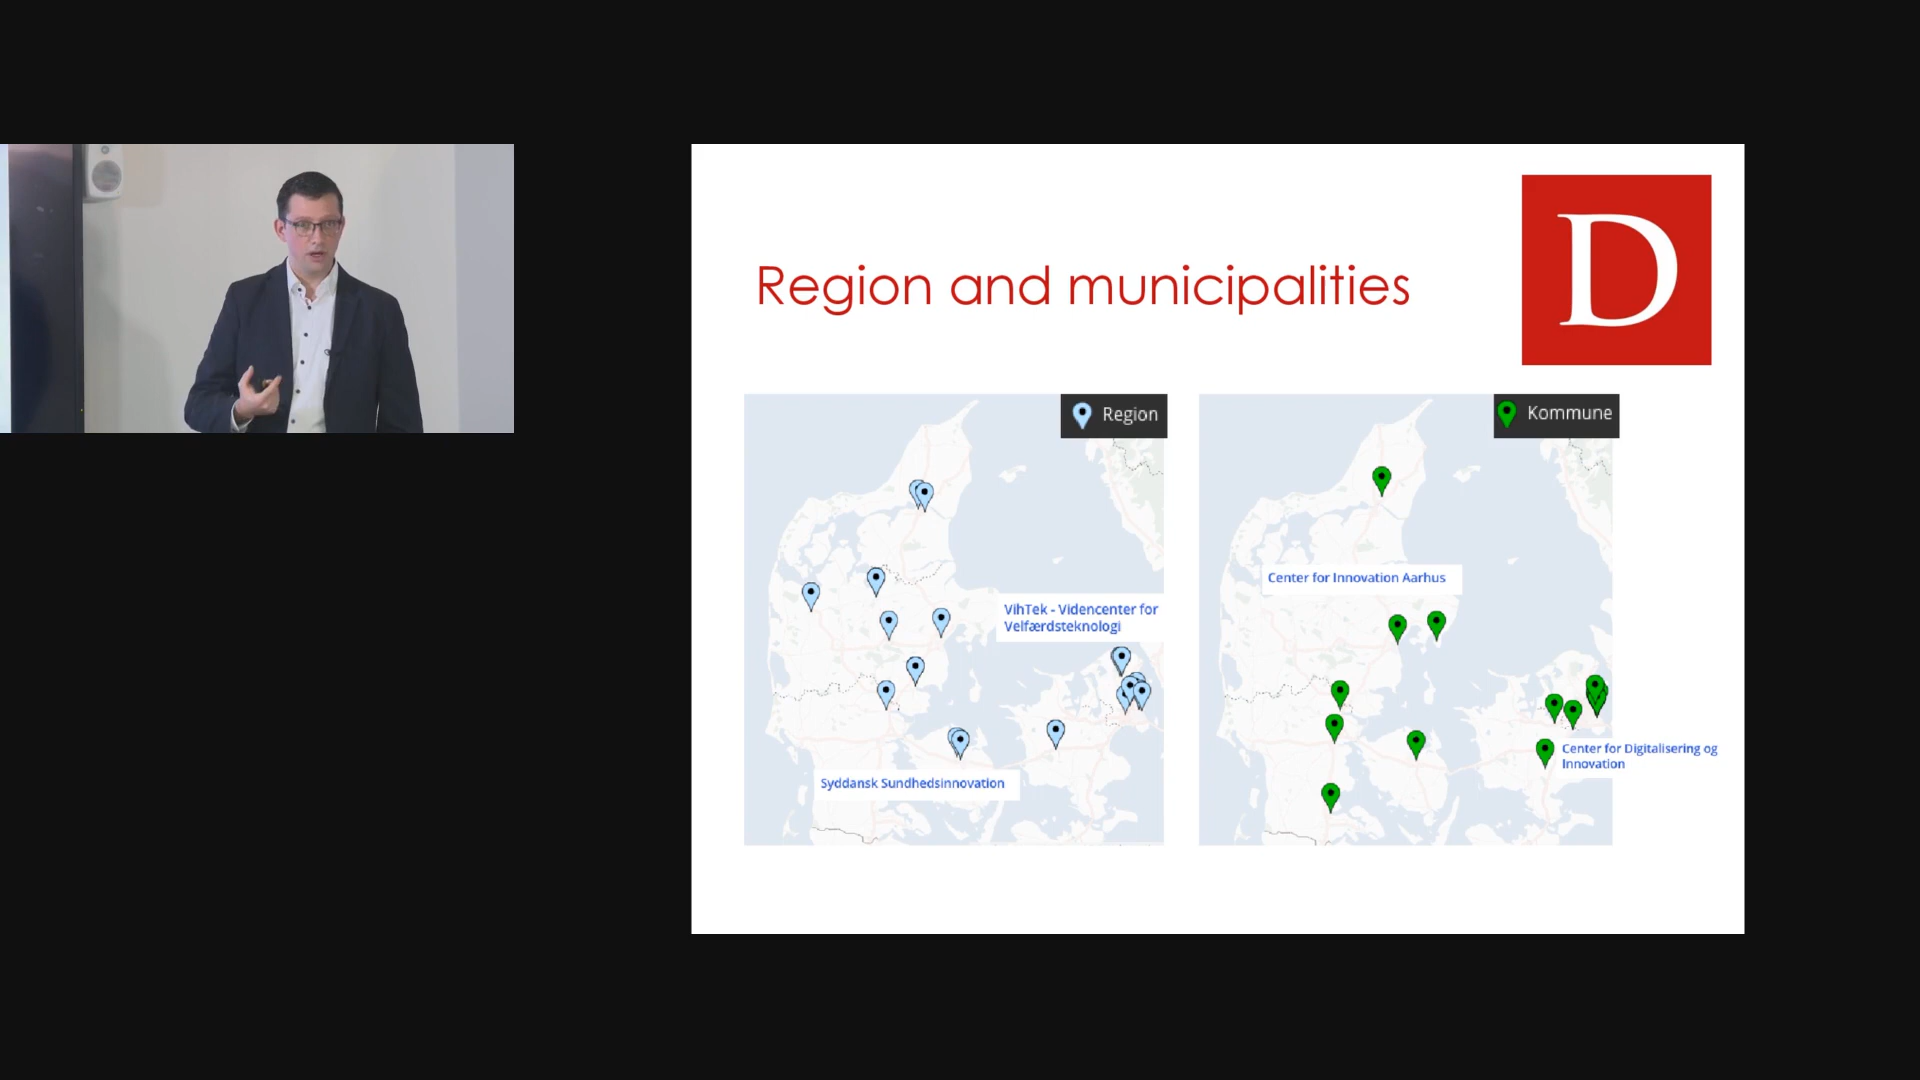 D
Region and municipalities
Region
VihTek - Videncenter for
Velfærdsteknologi
Syddansk Sundhedsinnovation
Kommune
Center for Innovation Aarhus
Center for Digitalisering og
Innovation